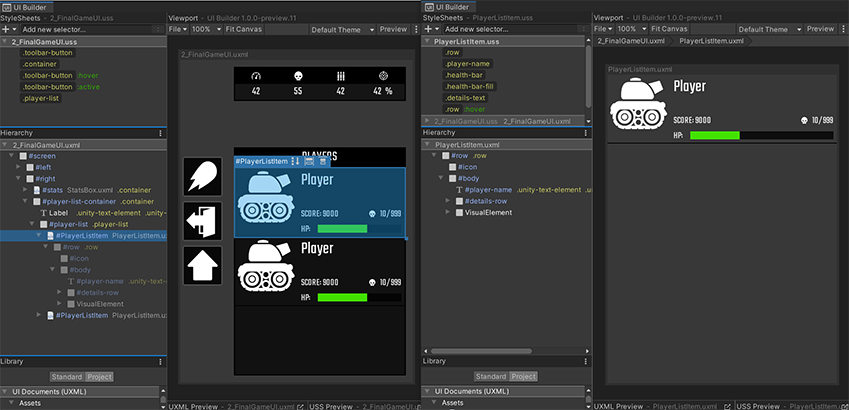 UI Builder
StyleSheets
Add new selector...
2_FinalGameUI.uss
.toolbar-button
.container
.toolbar-button :hover
.toolbar-button :active
.player-list
Hierarchy
2_FinalGameUI.uxml
#screen
#left
#right
#stats StatsBox.uxml .container
#player-list-container .container
Label .unity-text-element .unity-
#player-list .player-list
#PlayerListItem PlayerListItem.ux
#row .row
#icon
#body
#player-name .unity-text-
#details-row
VisualElement
#PlayerListItem PlayerListItem.ux
Library
Standard Project
UI Documents (UXML)
Assets
Viewport - UI Builder 1.0.0-preview.11
File 100% Fit Canvas Default Theme Preview
2_FinalGameUI.uxml
42 55 42 42 %
PLAYERS
#PlayerListItem
Player
SCORE: 9000 10/999
HP:
Player
SCORE: 9000 10/999
HP:
UXML Preview - 2_FinalGameUI.uxml USS Preview - 2_FinalGame
UI Builder
StyleSheets
Add new selector...
PlayerListItem.uss
.row
.player-name
.health-bar
.health-bar-fill
.details-text
.row :hover
2_FinalGameUI.uss 2_FinalGameUI.uxml
Hierarchy
PlayerListItem.uxml
#row .row
#icon
#body
#player-name .unity-text-element .unity-
#details-row
VisualElement
Library
Standard Project
UI Documents (UXML)
Assets
Viewport - UI Builder 1.0.0-preview.11
File 100% Fit Canvas Default Theme Preview
2_FinalGameUI.uxml PlayerListItem.uxml
PlayerListItem.uxml
Player
SCORE: 9000 10/999
HP:
UXML Preview - PlayerListItem.uxml USS Preview - PlayerListItem